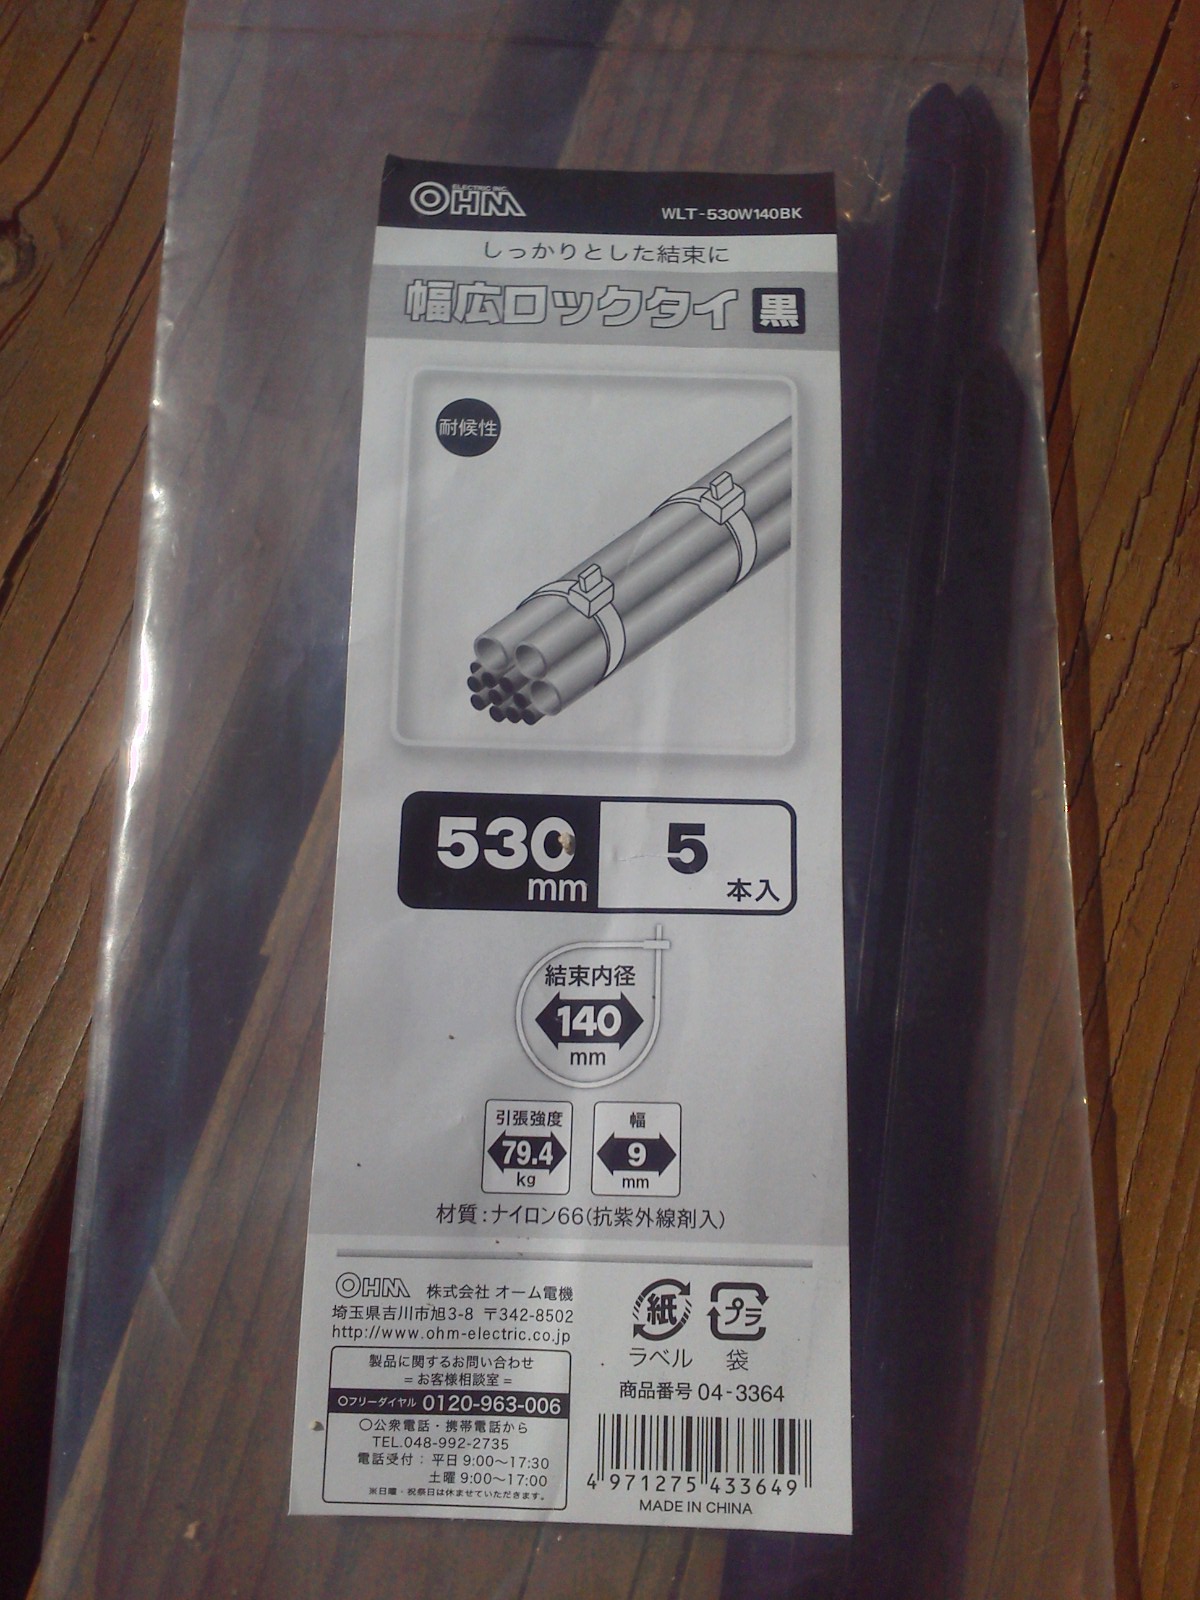 OHM ELECTRIC INC.
WLT-530W140BK
しっかりとした結束に
幅広ロックタイ 黒
耐候性
530 mm
5 本入
結束内径
140
mm
引張強度
79.4
kg
幅
9
mm
材質:ナイロン66(抗紫外線剤入)
OHM 株式会社 オーム電機
埼玉県吉川市旭3-8 〒342-8502
http://www.ohm-electric.co.jp
製品に関するお問い合わせ
=お客様相談室=
○フリーダイヤル 0120-963-006
○公衆電話・携帯電話から
TEL.048-992-2735
電話受付:平日 9:00〜17:30
土曜 9:00〜17:00
※日曜・祝祭日は休ませていただきます。
紙 プラ
ラベル 袋
商品番号 04-3364
4 971275 433649
MADE IN CHINA